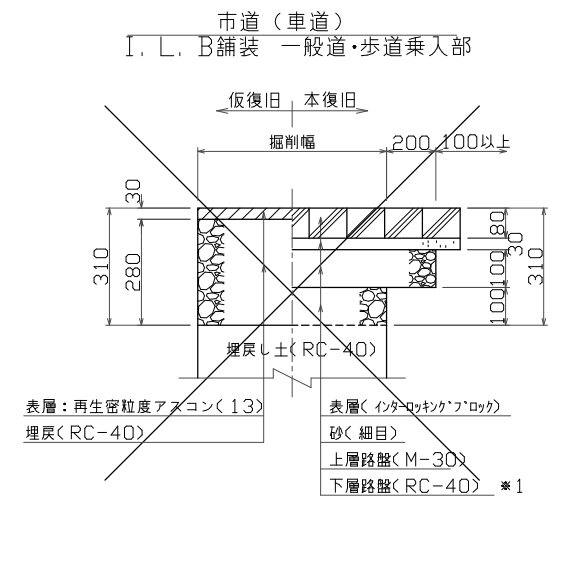 市道（車道）
I．L．B舗装　一般道・歩道乗入部
仮復旧　本復旧
掘削幅
200
100以上
30
310
280
80
30
100
310
100
埋戻し土(RC-40)
表層：再生密粒度アスコン(13)
埋戻(RC-40)
表層(ｲﾝﾀｰﾛｯｷﾝｸﾞﾌﾞﾛｯｸ)
砂(細目)
上層路盤(M-30)
下層路盤(RC-40)　※1